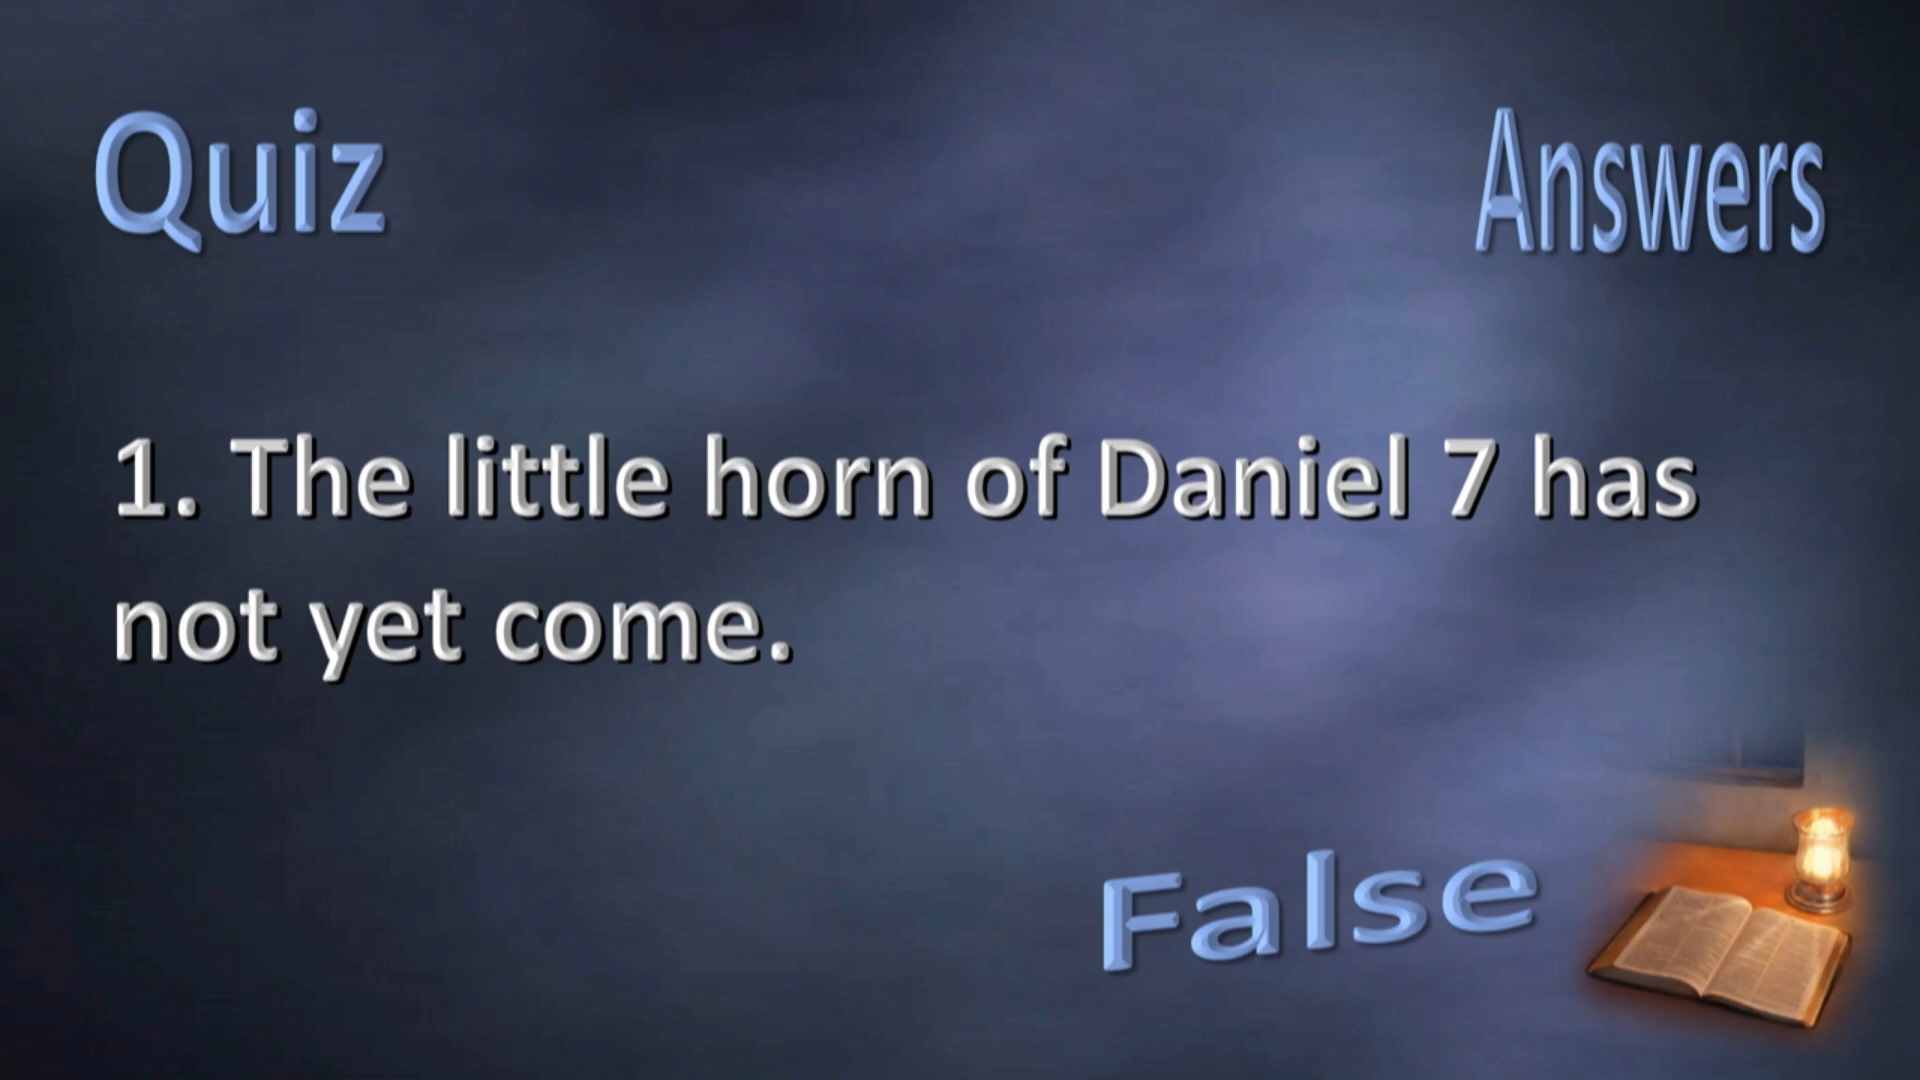 Quiz
Answers
1. The little horn of Daniel 7 has
not yet come.
False